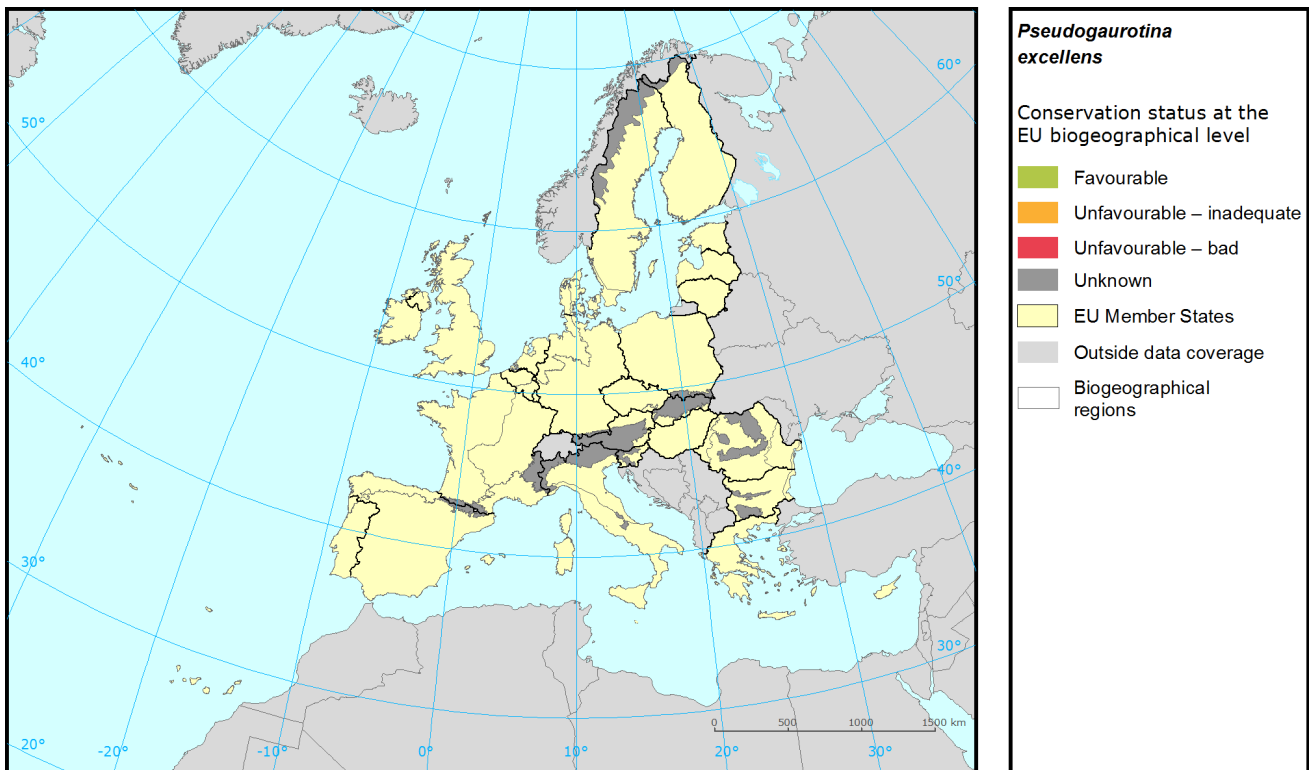 Pseudogaurotina
excellens
Conservation status at the
EU biogeographical level
Favourable
Unfavourable – inadequate
Unfavourable – bad
Unknown
EU Member States
Outside data coverage
Biogeographical
regions
60°
50°
50°
40°
40°
30°
30°
20°
-20°
-10°
0°
10°
20°
30°
0
500
1000
1500 km